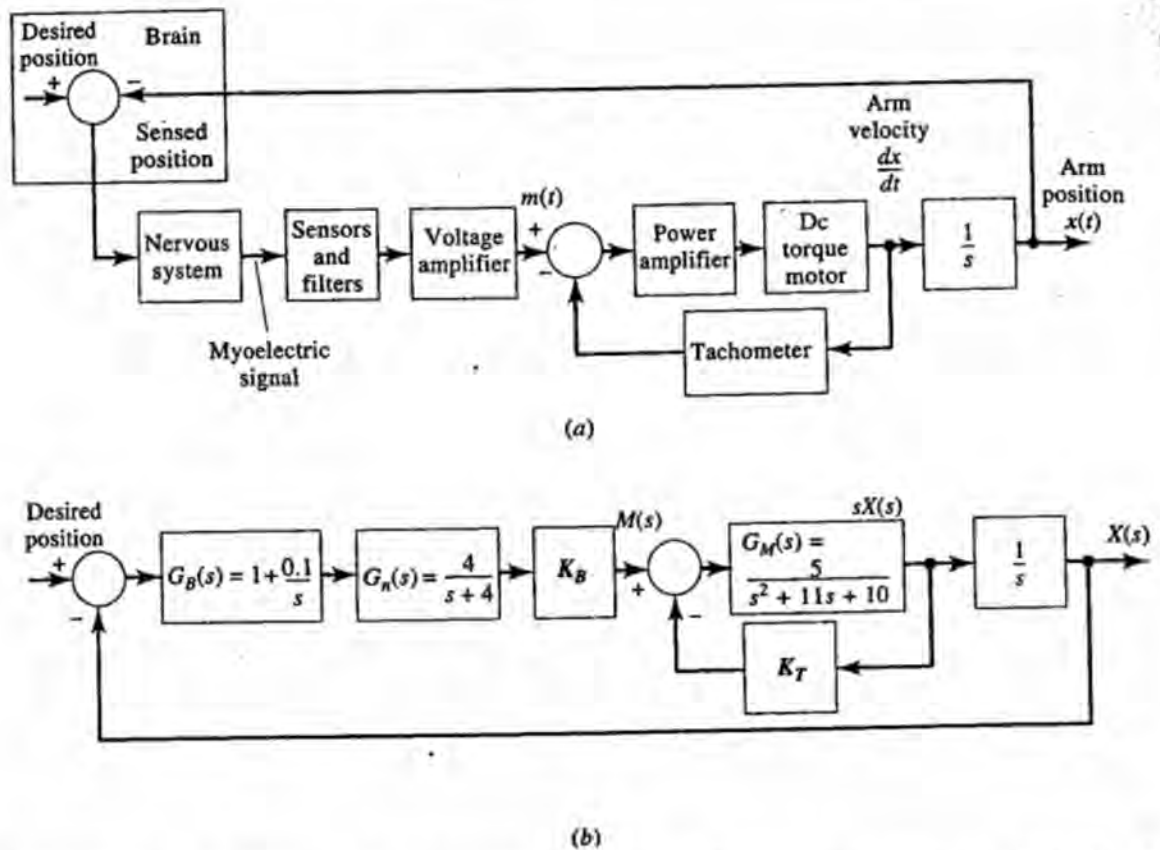 Desired
position
Brain
+
−
Sensed
position
Arm
velocity
dx
dt
Arm
position
x(t)
m(t)
+
−
Nervous
system
Sensors
and
filters
Voltage
amplifier
Power
amplifier
Dc
torque
motor
1
s
Tachometer
Myoelectric
signal
(a)
Desired
position
+
−
G_B(s) = 1+ 0.1
s
G_n(s) = 4
s + 4
K_B
M(s)
+
−
G_M(s) =
5
s² + 11s + 10
sX(s)
1
s
X(s)
K_T
(b)